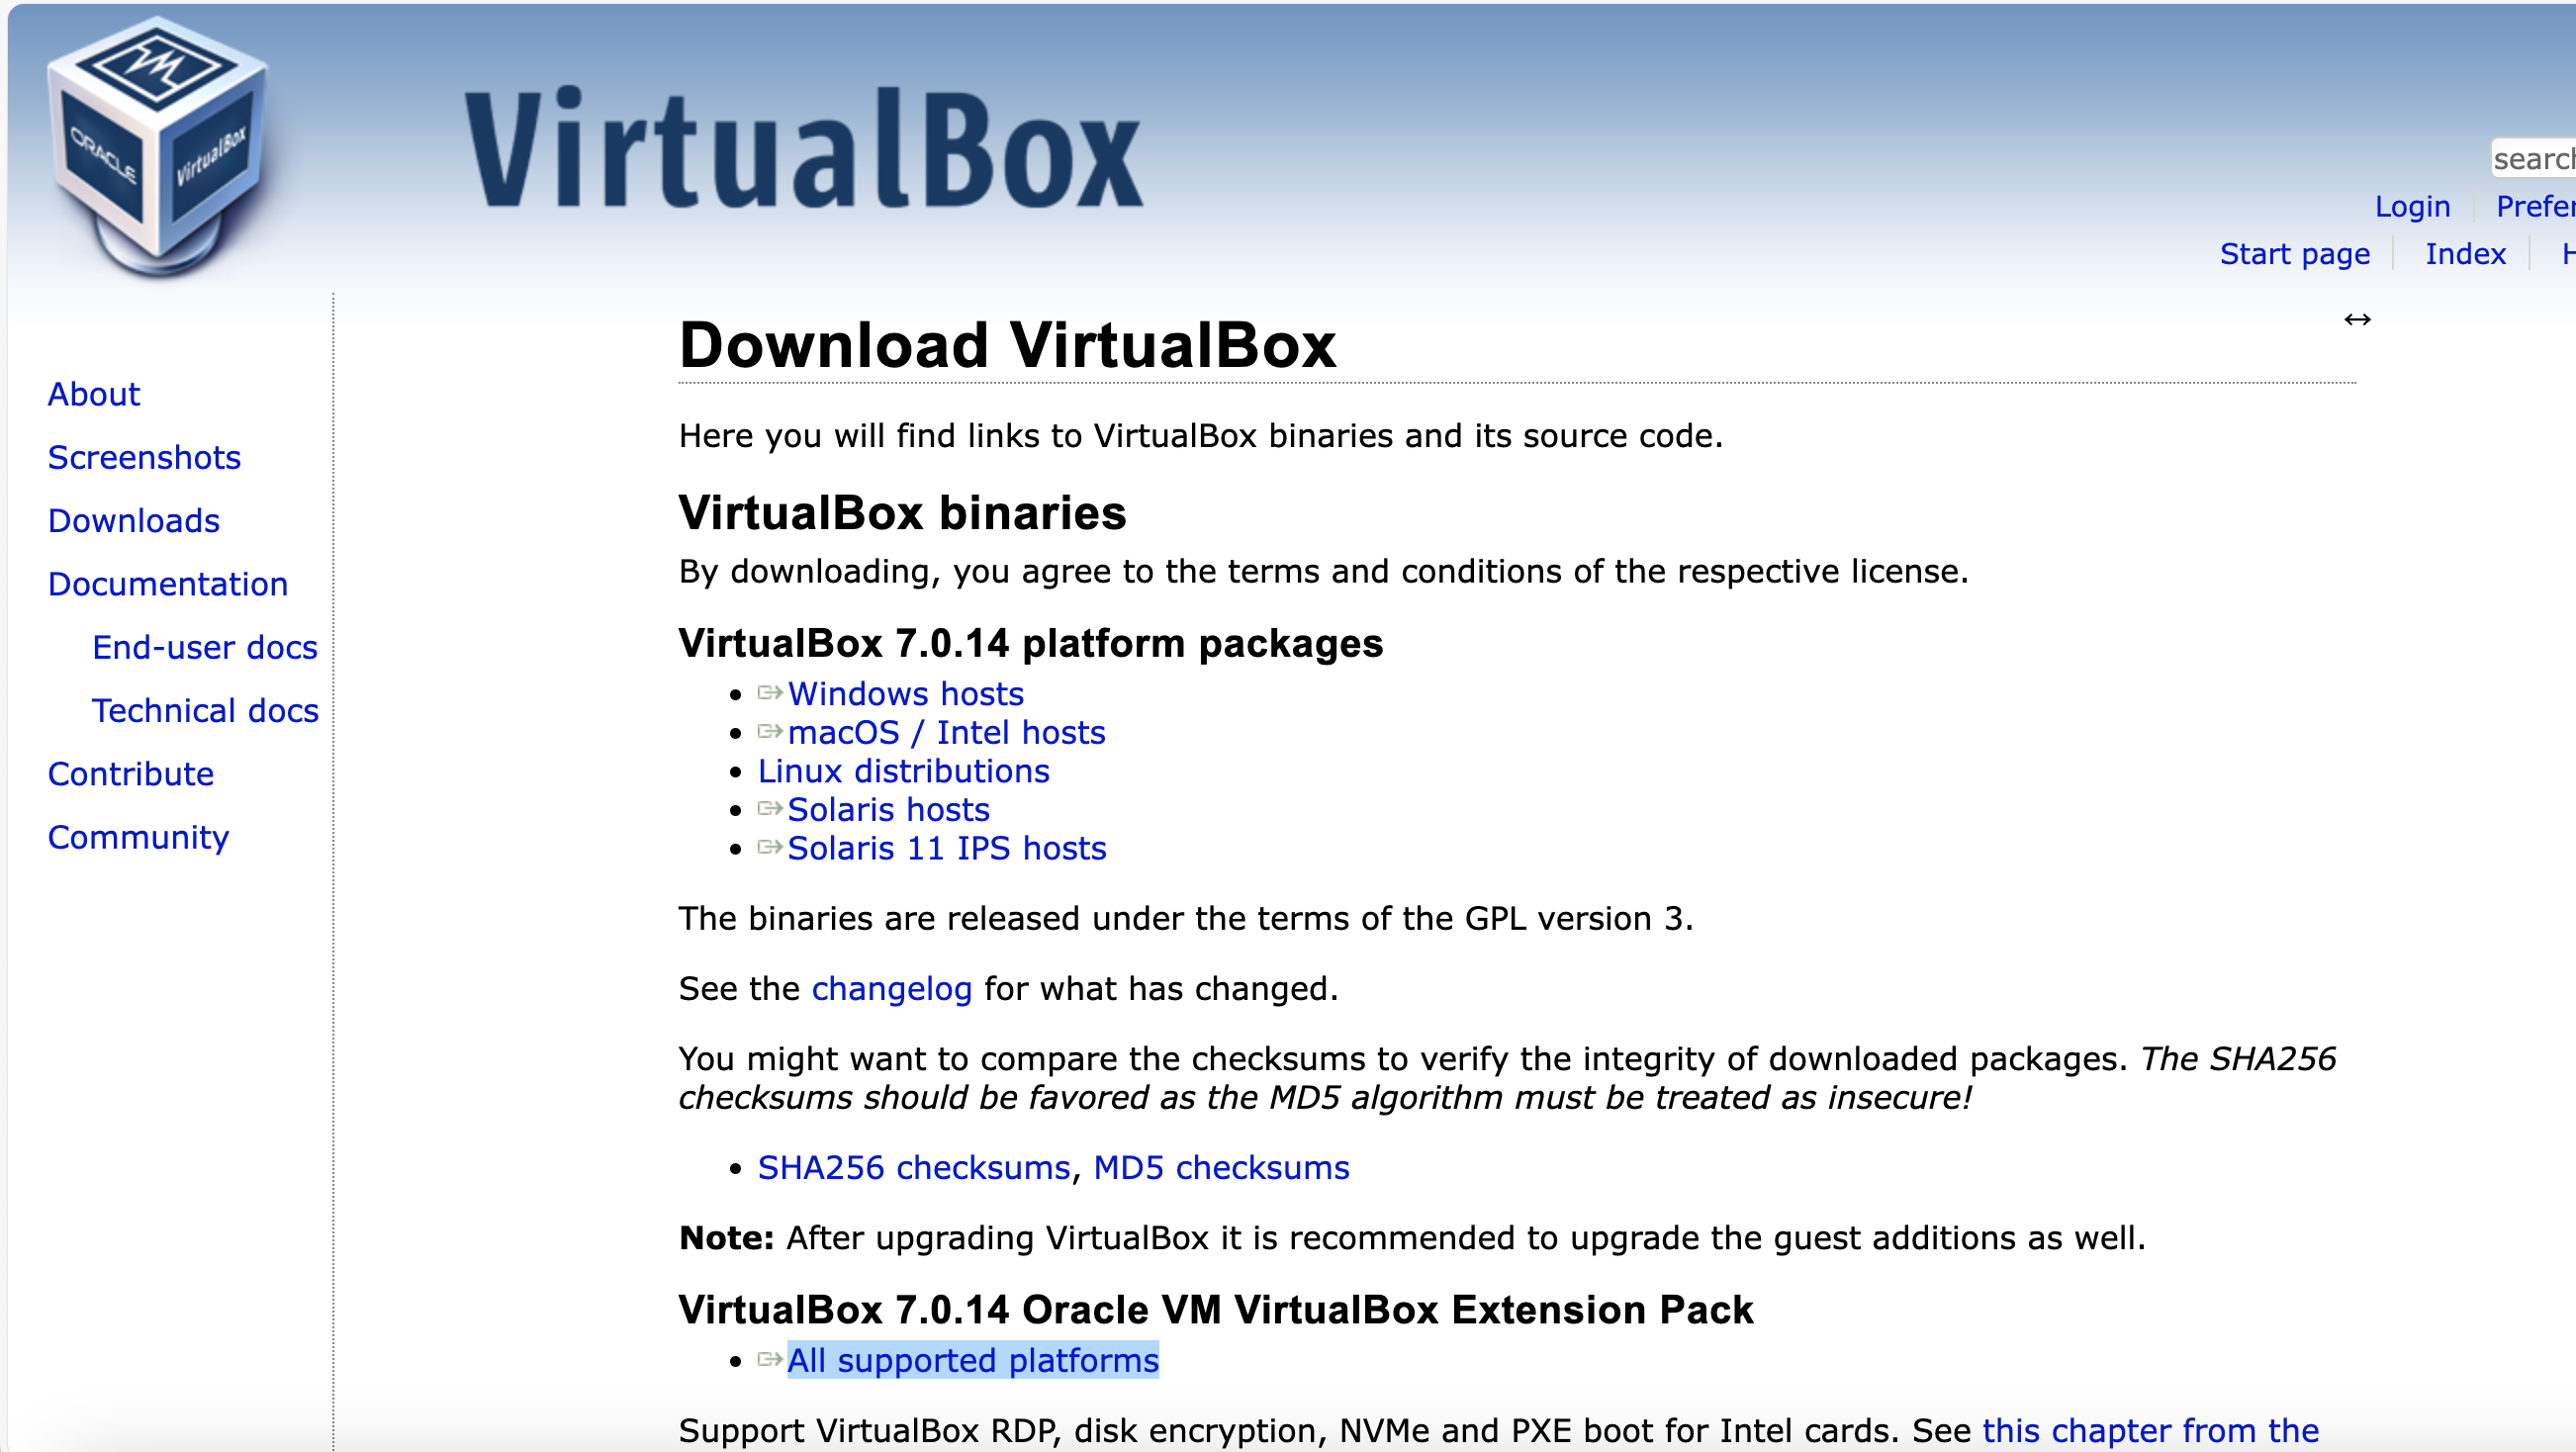 ORACLE
VirtualBox
VirtualBox
search
Login
Start page
Index
Download VirtualBox
↔
About
Screenshots
Downloads
Documentation
End-user docs
Technical docs
Contribute
Community
Here you will find links to VirtualBox binaries and its source code.
VirtualBox binaries
By downloading, you agree to the terms and conditions of the respective license.
VirtualBox 7.0.14 platform packages
Windows hosts
macOS / Intel hosts
Linux distributions
Solaris hosts
Solaris 11 IPS hosts
The binaries are released under the terms of the GPL version 3.
See the changelog for what has changed.
You might want to compare the checksums to verify the integrity of downloaded packages. The SHA256
checksums should be favored as the MD5 algorithm must be treated as insecure!
SHA256 checksums, MD5 checksums
Note: After upgrading VirtualBox it is recommended to upgrade the guest additions as well.
VirtualBox 7.0.14 Oracle VM VirtualBox Extension Pack
All supported platforms
Support VirtualBox RDP, disk encryption, NVMe and PXE boot for Intel cards. See this chapter from the